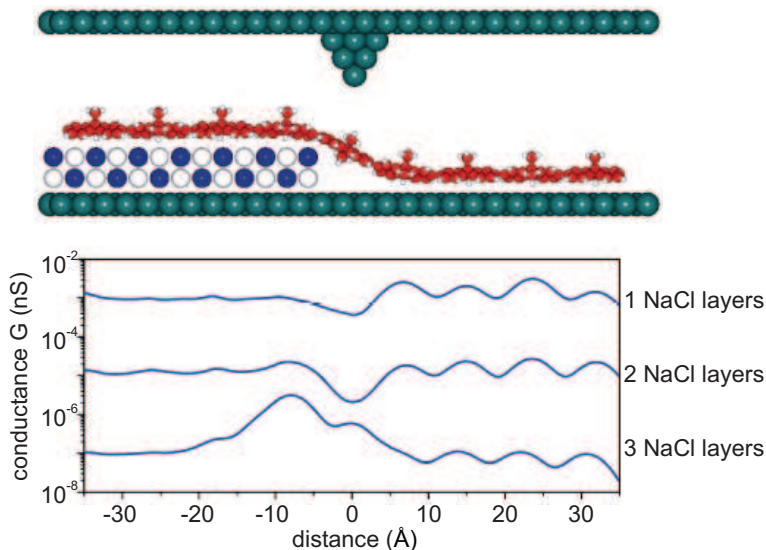 conductance G (nS)
10-2
10-4
10-6
10-8
1 NaCl layers
2 NaCl layers
3 NaCl layers
-30 -20 -10 0 10 20 30
distance (Å)